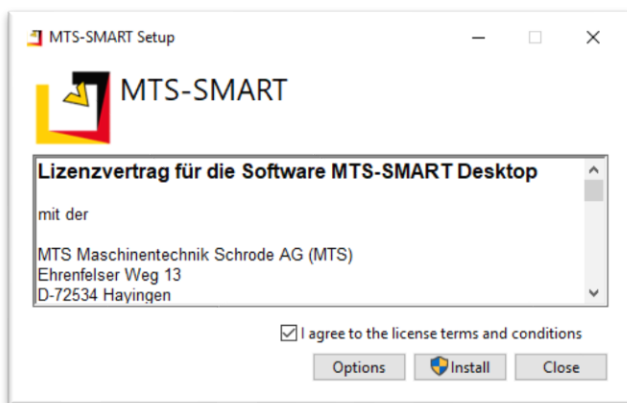 MTS-SMART Setup
MTS-SMART
Lizenzvertrag für die Software MTS-SMART Desktop
mit der
MTS Maschinentechnik Schrode AG (MTS)
Ehrenfelser Weg 13
D-72534 Hayingen
I agree to the license terms and conditions
Options Install Close